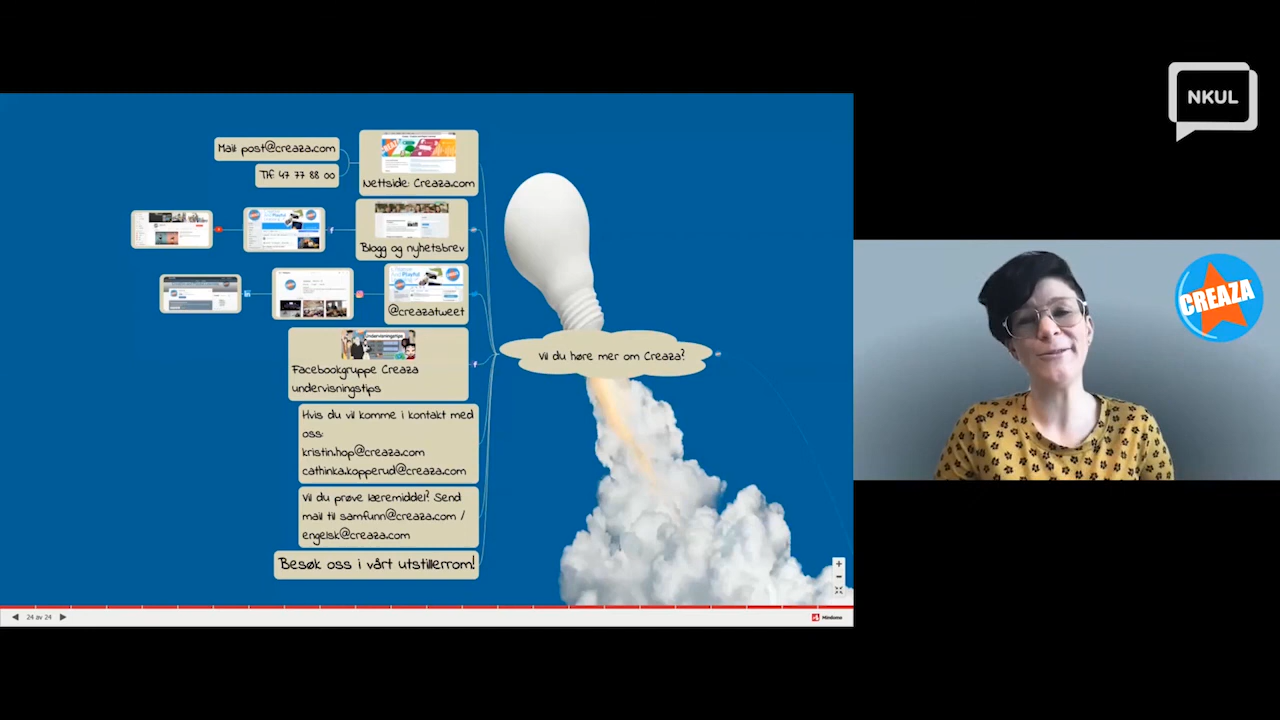 NKUL
Mail: post@creaza.com
Tlf: 47 77 88 00
Nettside: Creaza.com
Blogg og nyhetsbrev
@creazatweet
Undervisningstips
Facebookgruppe Creaza
undervisningstips
Hvis du vil komme i kontakt med
oss:
kristin.hop@creaza.com
cathinka.kopperud@creaza.com
Vil du prøve læremiddel? Send
mail til samfunn@creaza.com /
engelsk@creaza.com
Besøk oss i vårt utstillerrom!
Vil du høre mer om Creaza?
CREAZA
24 av 24
Mindomo